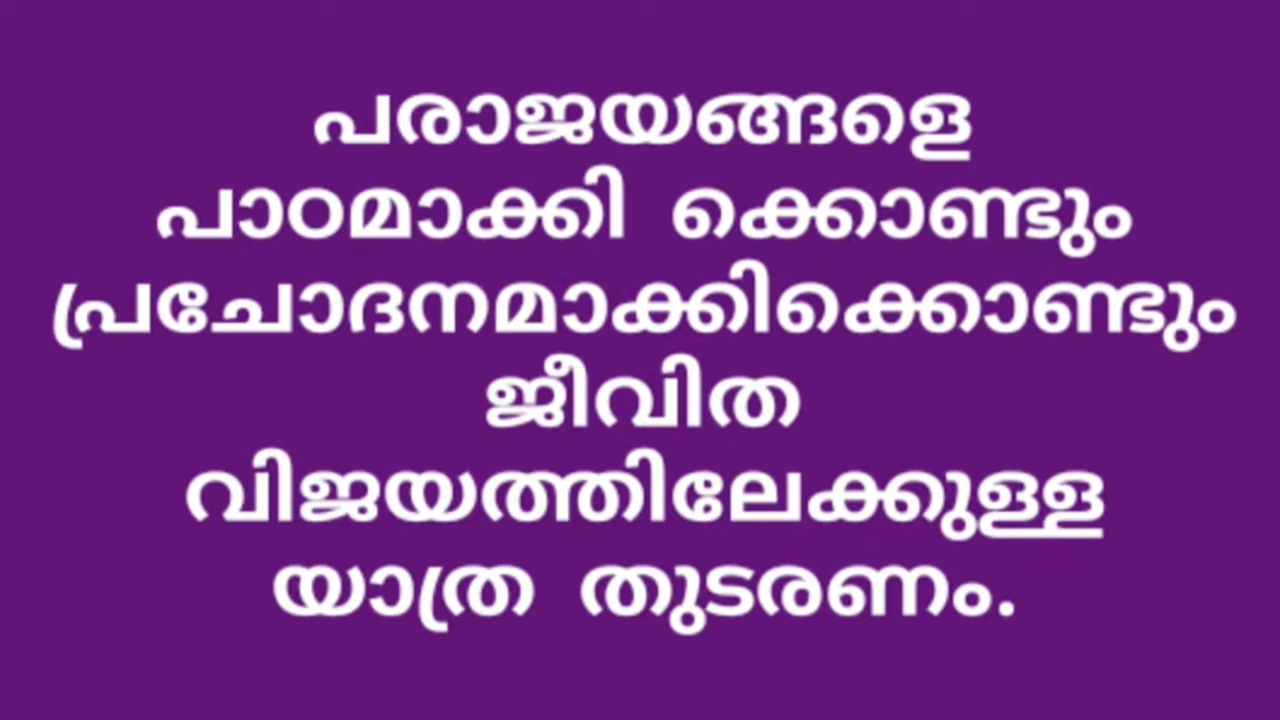 പരാജയങ്ങളെ
പാഠമാക്കി ക്കൊണ്ടും
പ്രചോദനമാക്കിക്കൊണ്ടും
ജീവിത
വിജയത്തിലേക്കുള്ള
യാത്ര തുടരണം.